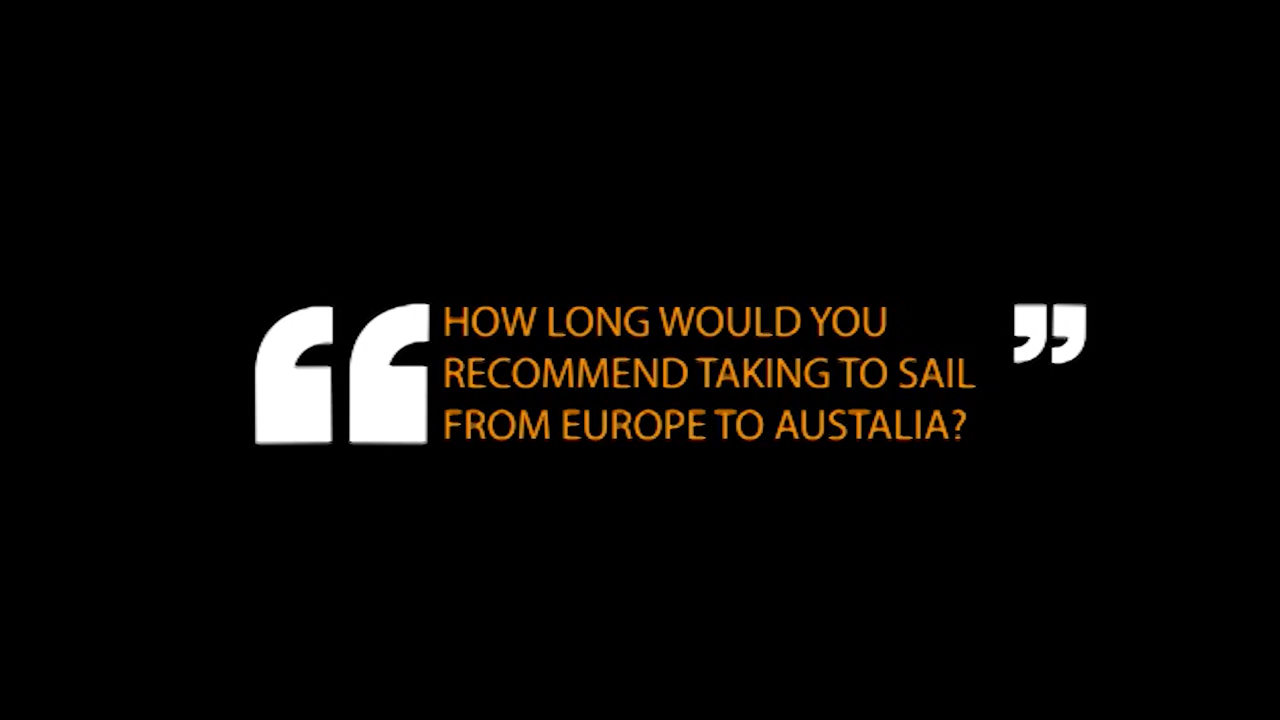 “HOW LONG WOULD YOU ”
RECOMMEND TAKING TO SAIL
FROM EUROPE TO AUSTALIA?